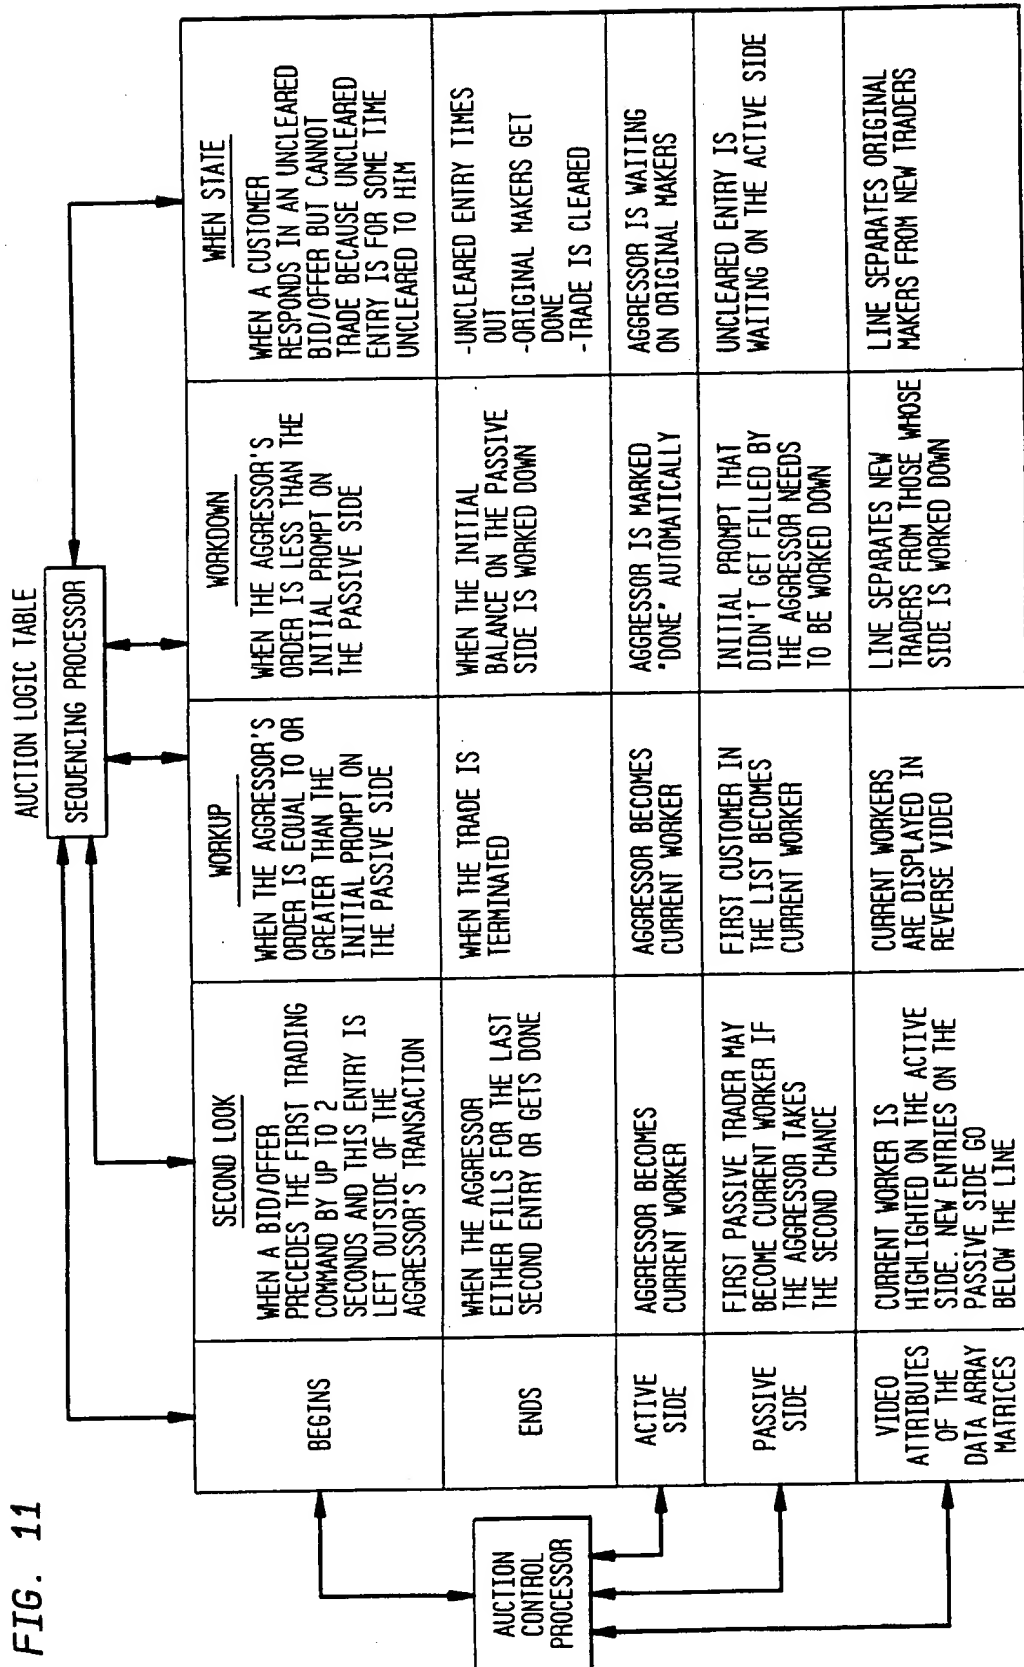 FIG. 11
AUCTION LOGIC TABLE
SEQUENCING PROCESSOR
AUCTION
CONTROL
PROCESSOR
SECOND LOOK
WORKUP
WORKDOWN
WHEN STATE
BEGINS
WHEN A BID/OFFER
PRECEDES THE FIRST TRADING
COMMAND BY UP TO 2
SECONDS AND THIS ENTRY IS
LEFT OUTSIDE OF THE
AGGRESSOR'S TRANSACTION
WHEN THE AGGRESSOR'S
ORDER IS EQUAL TO OR
GREATER THAN THE
INITIAL PROMPT ON
THE PASSIVE SIDE
WHEN THE AGGRESSOR'S
ORDER IS LESS THAN THE
INITIAL PROMPT ON
THE PASSIVE SIDE
WHEN A CUSTOMER
RESPONDS IN AN UNCLEARED
BID/OFFER BUT CANNOT
TRADE BECAUSE UNCLEARED
ENTRY IS FOR SOME TIME
UNCLEARED TO HIM
ENDS
WHEN THE AGGRESSOR
EITHER FILLS FOR THE LAST
SECOND ENTRY OR GETS DONE
WHEN THE TRADE IS
TERMINATED
WHEN THE INITIAL
BALANCE ON THE PASSIVE
SIDE IS WORKED DOWN
-UNCLEARED ENTRY TIMES
OUT
-ORIGINAL MAKERS GET
DONE
-TRADE IS CLEARED
ACTIVE
SIDE
AGGRESSOR BECOMES
CURRENT WORKER
AGGRESSOR BECOMES
CURRENT WORKER
AGGRESSOR IS MARKED
"DONE" AUTOMATICALLY
AGGRESSOR IS WAITING
ON ORIGINAL MAKERS
PASSIVE
SIDE
FIRST PASSIVE TRADER MAY
BECOME CURRENT WORKER IF
THE AGGRESSOR TAKES
THE SECOND CHANCE
FIRST CUSTOMER IN
THE LIST BECOMES
CURRENT WORKER
INITIAL PROMPT THAT
DIDN'T GET FILLED BY
THE AGGRESSOR NEEDS
TO BE WORKED DOWN
UNCLEARED ENTRY IS
WAITING ON THE ACTIVE SIDE
VIDEO
ATTRIBUTES
OF THE
DATA ARRAY
MATRICES
CURRENT WORKER IS
HIGHLIGHTED ON THE ACTIVE
SIDE. NEW ENTRIES ON THE
PASSIVE SIDE GO
BELOW THE LINE
CURRENT WORKERS
ARE DISPLAYED IN
REVERSE VIDEO
LINE SEPARATES NEW
TRADERS FROM THOSE WHOSE
SIDE IS WORKED DOWN
LINE SEPARATES ORIGINAL
MAKERS FROM NEW TRADERS